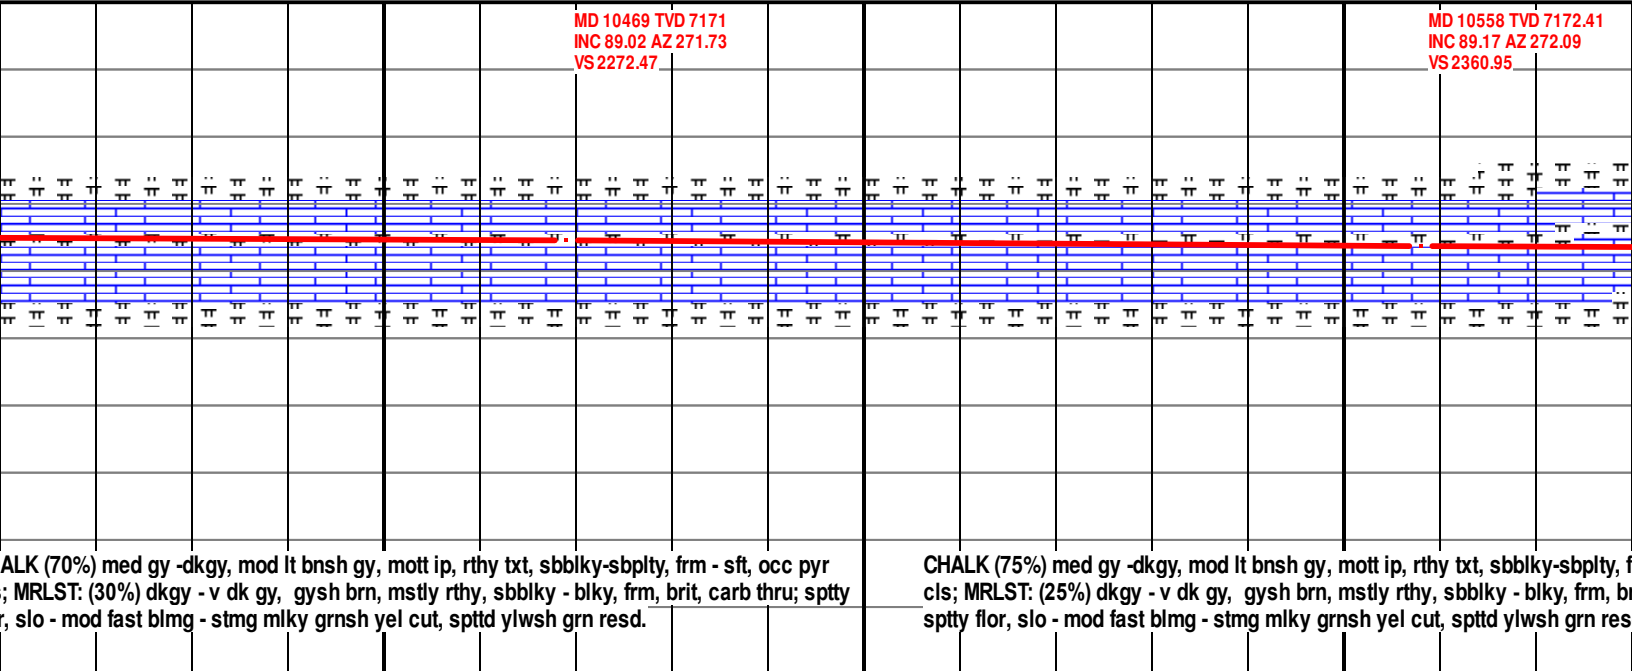 MD 10469 TVD 7171
INC 89.02 AZ 271.73
VS 2272.47
MD 10558 TVD 7172.41
INC 89.17 AZ 272.09
VS 2360.95
ALK (70%) med gy -dkgy, mod lt bnsh gy, mott ip, rthy txt, sbblky-sbplty, frm - sft, occ pyr
; MRLST: (30%) dkgy - v dk gy, gysh brn, mstly rthy, sbblky - blky, frm, brit, carb thru; sptty
r, slo - mod fast blmg - stmg mlky grnsh yel cut, spttd ylwsh grn resd.
CHALK (75%) med gy -dkgy, mod lt bnsh gy, mott ip, rthy txt, sbblky-sbplty, f
cls; MRLST: (25%) dkgy - v dk gy, gysh brn, mstly rthy, sbblky - blky, frm, br
sptty flor, slo - mod fast blmg - stmg mlky grnsh yel cut, spttd ylwsh grn res